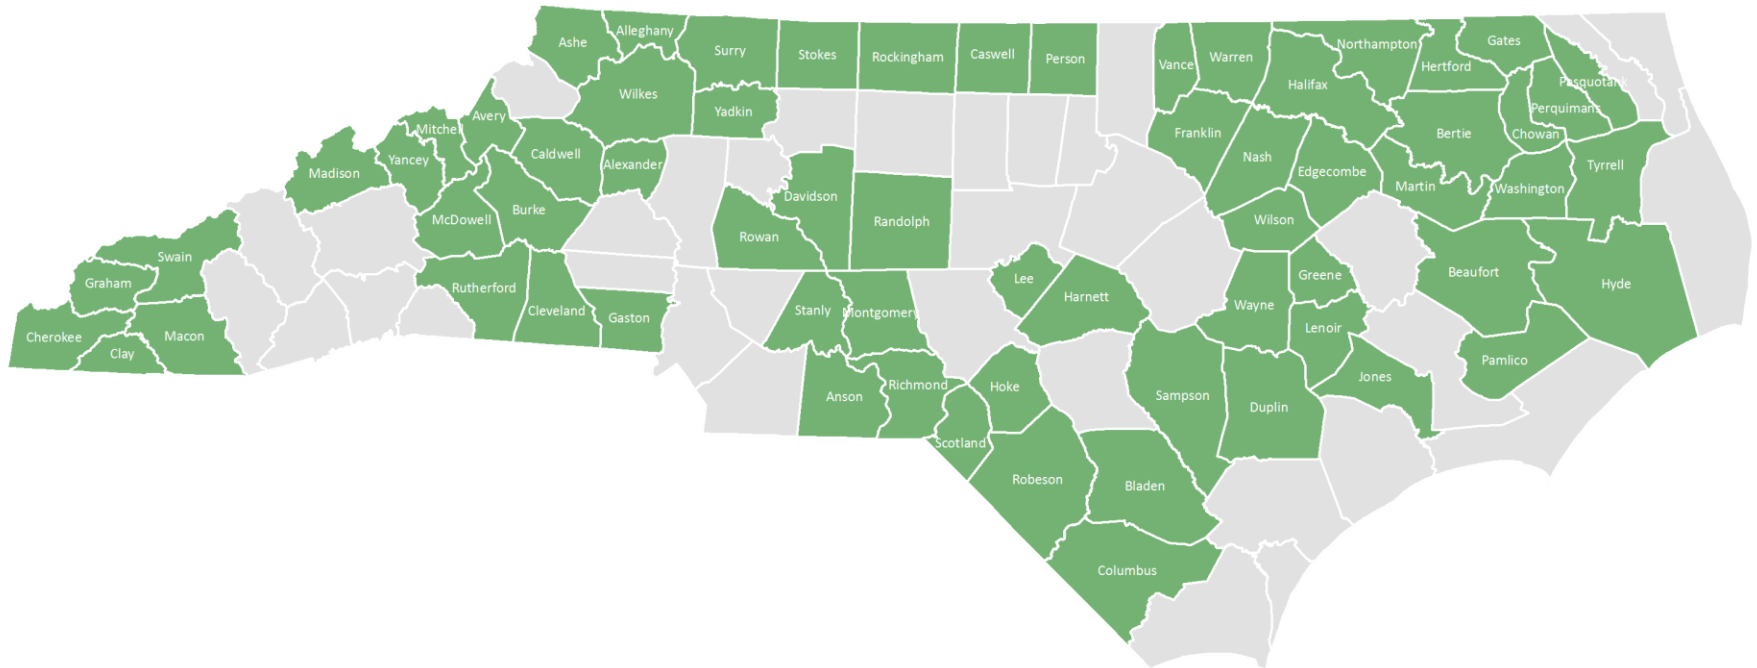 Ashe
Alleghany
Surry
Stokes
Rockingham
Caswell
Person
Vance
Warren
Northampton
Gates
Hertford
Halifax
Pasquotank
Wilkes
Yadkin
Perquimans
Avery
Mitchell
Franklin
Bertie
Chowan
Yancey
Caldwell
Alexander
Nash
Edgecombe
Tyrrell
Madison
Martin
Washington
Davidson
McDowell
Burke
Randolph
Wilson
Rowan
Swain
Graham
Lee
Greene
Beaufort
Hyde
Rutherford
Harnett
Wayne
Cleveland
Gaston
Stanly
Montgomery
Lenoir
Cherokee
Clay
Macon
Pamlico
Jones
Anson
Richmond
Hoke
Sampson
Duplin
Scotland
Robeson
Bladen
Columbus